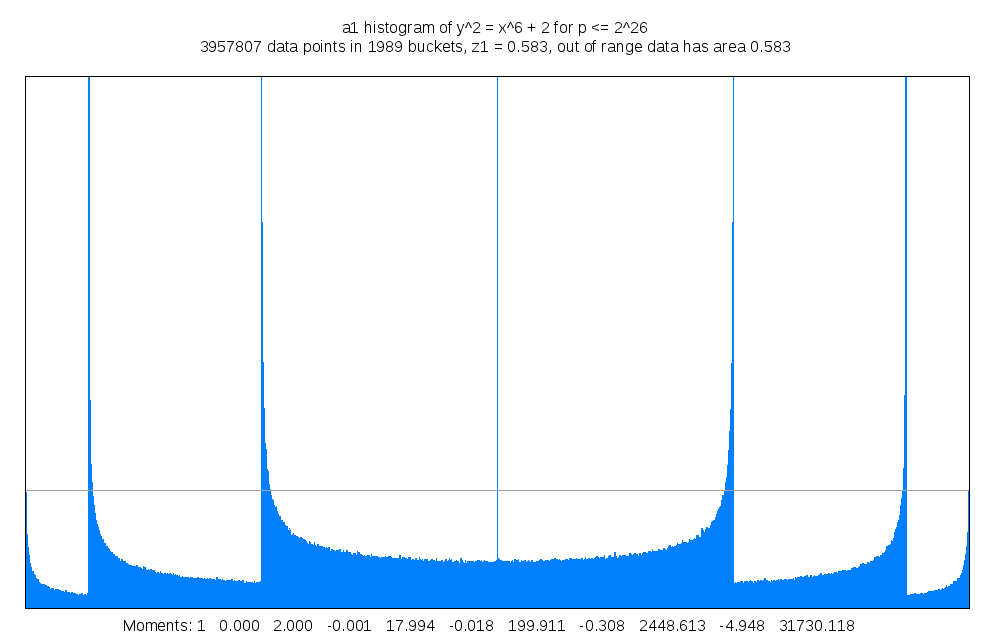 a1 histogram of y^2 = x^6 + 2 for p <= 2^26
3957807 data points in 1989 buckets, z1 = 0.583, out of range data has area 0.583
Moments: 1 0.000 2.000 -0.001 17.994 -0.018 199.911 -0.308 2448.613 -4.948 31730.118